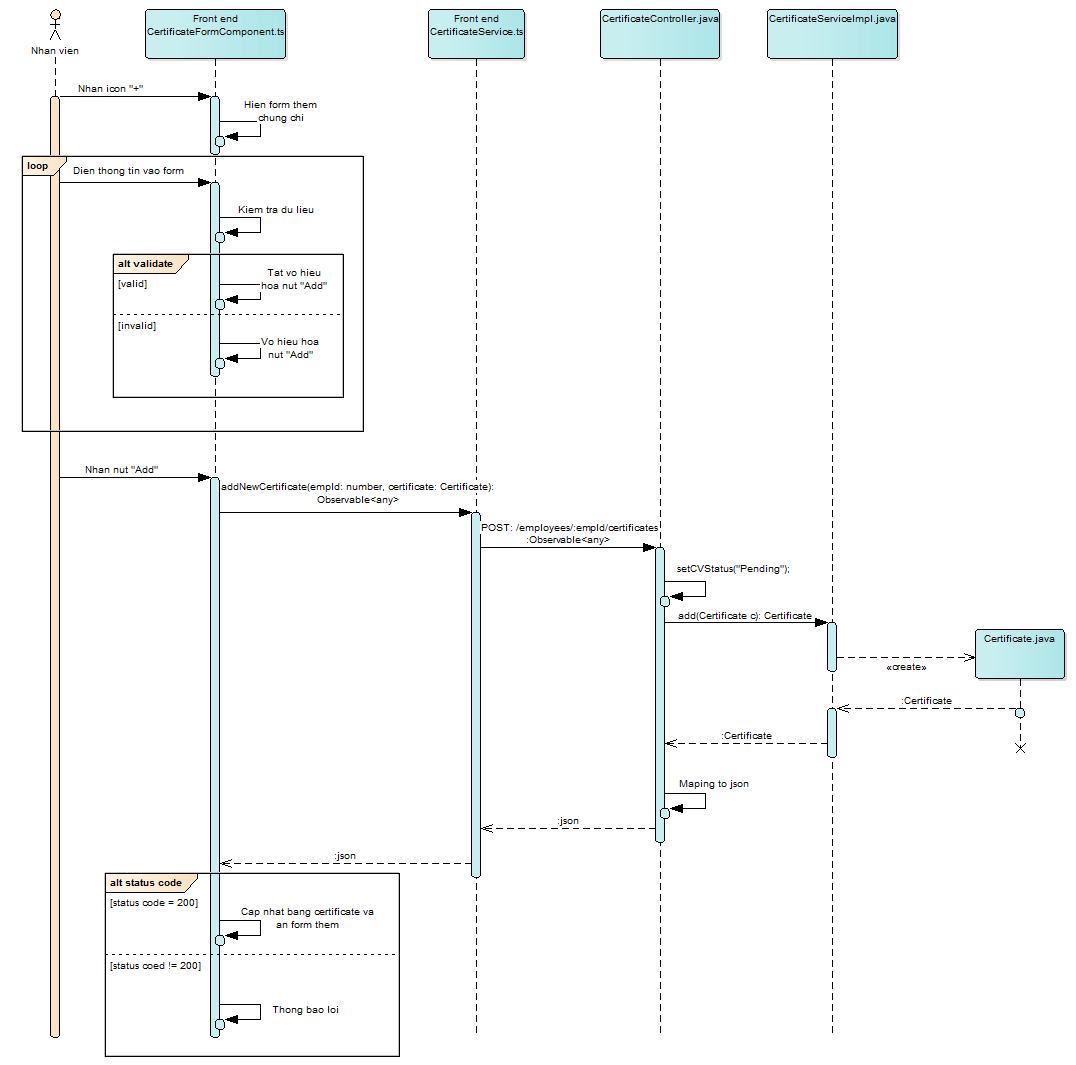 Nhan vien
Front end
CertificateFormComponent.ts
Front end
CertificateService.ts
CertificateController.java
CertificateServiceImpl.java
Nhan icon "+"
Hien form them
chung chi
loop
Dien thong tin vao form
Kiem tra du lieu
alt validate
[valid]
Tat vo hieu
hoa nut "Add"
[invalid]
Vo hieu hoa
nut "Add"
Nhan nut "Add"
addNewCertificate(empId: number, certificate: Certificate):
Observable<any>
POST: /employees/:empId/certificates
:Observable<any>
setCVStatus("Pending");
add(Certificate c): Certificate
Certificate.java
«create»
:Certificate
:Certificate
Maping to json
:json
:json
alt status code
[status code = 200]
Cap nhat bang certificate va
an form them
[status coed != 200]
Thong bao loi